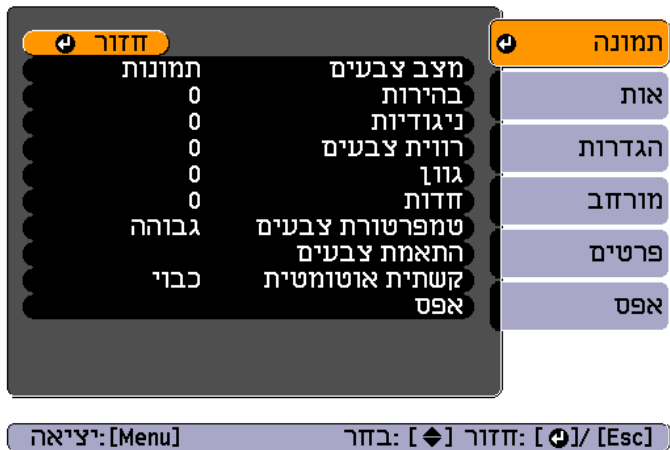 תמונה
אות
הגדרות
מורחב
פרטים
אפס
חזור
מצב צבעים תמונות
בהירות 0
ניגודיות 0
רווית צבעים 0
גוון 0
חדות 0
טמפרטורת צבעים גבוהה
התאמת צבעים
קשתית אוטומטית כבוי
אפס
[Esc] /[ ] :חזור [ ] :בחר [Menu]:יציאה